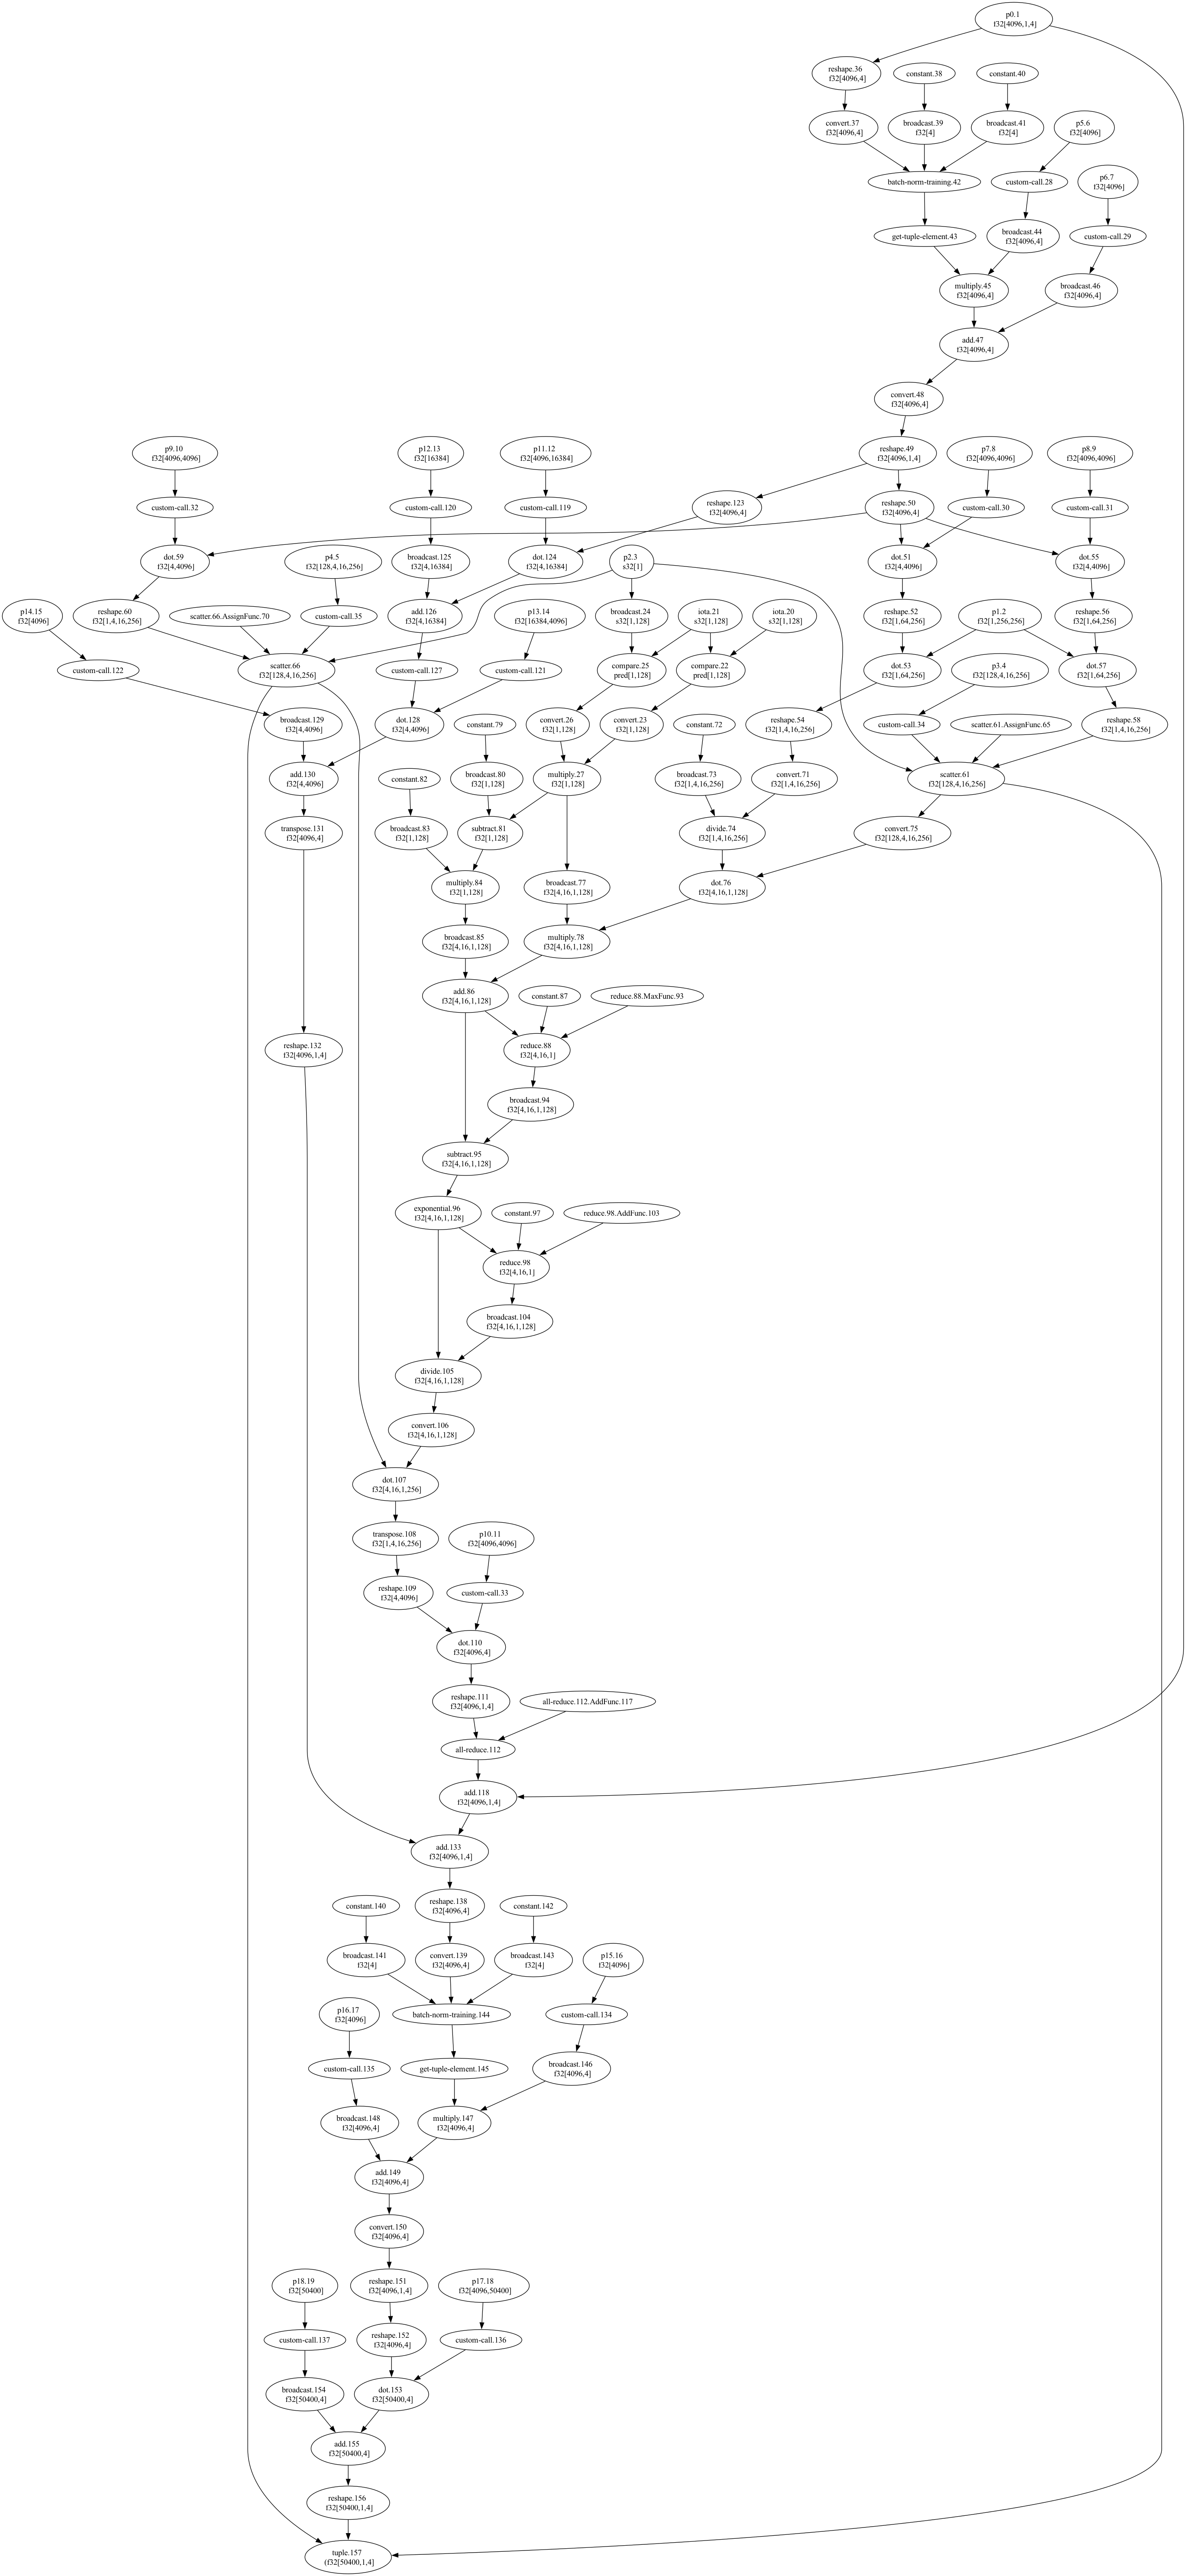 p0.1
f32[4096,1,4]
reshape.36
f32[4096,4]
constant.38
constant.40
convert.37
f32[4096,4]
broadcast.39
f32[4]
broadcast.41
f32[4]
p5.6
f32[4096]
batch-norm-training.42
custom-call.28
p6.7
f32[4096]
get-tuple-element.43
broadcast.44
f32[4096,4]
custom-call.29
multiply.45
f32[4096,4]
broadcast.46
f32[4096,4]
add.47
f32[4096,4]
convert.48
f32[4096,4]
p9.10
f32[4096,4096]
p12.13
f32[16384]
p11.12
f32[4096,16384]
reshape.49
f32[4096,1,4]
p7.8
f32[4096,4096]
p8.9
f32[4096,4096]
custom-call.32
custom-call.120
custom-call.119
reshape.123
f32[4096,4]
reshape.50
f32[4096,4]
custom-call.30
custom-call.31
dot.59
f32[4,4096]
p4.5
f32[128,4,16,256]
broadcast.125
f32[4,16384]
dot.124
f32[4,16384]
p2.3
s32[1]
dot.51
f32[4,4096]
dot.55
f32[4,4096]
p14.15
f32[4096]
reshape.60
f32[1,4,16,256]
scatter.66.AssignFunc.70
custom-call.35
add.126
f32[4,16384]
p13.14
f32[16384,4096]
broadcast.24
s32[1,128]
iota.21
s32[1,128]
iota.20
s32[1,128]
reshape.52
f32[1,64,256]
p1.2
f32[1,256,256]
reshape.56
f32[1,64,256]
custom-call.122
scatter.66
f32[128,4,16,256]
custom-call.127
custom-call.121
compare.25
pred[1,128]
compare.22
pred[1,128]
dot.53
f32[1,64,256]
p3.4
f32[128,4,16,256]
dot.57
f32[1,64,256]
broadcast.129
f32[4,4096]
dot.128
f32[4,4096]
constant.79
convert.26
f32[1,128]
convert.23
f32[1,128]
constant.72
reshape.54
f32[1,4,16,256]
custom-call.34
scatter.61.AssignFunc.65
reshape.58
f32[1,4,16,256]
add.130
f32[4,4096]
constant.82
broadcast.80
f32[1,128]
multiply.27
f32[1,128]
broadcast.73
f32[1,4,16,256]
convert.71
f32[1,4,16,256]
scatter.61
f32[128,4,16,256]
transpose.131
f32[4096,4]
broadcast.83
f32[1,128]
subtract.81
f32[1,128]
divide.74
f32[1,4,16,256]
convert.75
f32[128,4,16,256]
multiply.84
f32[1,128]
broadcast.77
f32[4,16,1,128]
dot.76
f32[4,16,1,128]
broadcast.85
f32[4,16,1,128]
multiply.78
f32[4,16,1,128]
add.86
f32[4,16,1,128]
constant.87
reduce.88.MaxFunc.93
reshape.132
f32[4096,1,4]
reduce.88
f32[4,16,1]
broadcast.94
f32[4,16,1,128]
subtract.95
f32[4,16,1,128]
exponential.96
f32[4,16,1,128]
constant.97
reduce.98.AddFunc.103
reduce.98
f32[4,16,1]
broadcast.104
f32[4,16,1,128]
divide.105
f32[4,16,1,128]
convert.106
f32[4,16,1,128]
dot.107
f32[4,16,1,256]
transpose.108
f32[1,4,16,256]
p10.11
f32[4096,4096]
reshape.109
f32[4,4096]
custom-call.33
dot.110
f32[4096,4]
reshape.111
f32[4096,1,4]
all-reduce.112.AddFunc.117
all-reduce.112
add.118
f32[4096,1,4]
add.133
f32[4096,1,4]
constant.140
reshape.138
f32[4096,4]
constant.142
broadcast.141
f32[4]
convert.139
f32[4096,4]
broadcast.143
f32[4]
p15.16
f32[4096]
p16.17
f32[4096]
batch-norm-training.144
custom-call.134
custom-call.135
get-tuple-element.145
broadcast.146
f32[4096,4]
broadcast.148
f32[4096,4]
multiply.147
f32[4096,4]
add.149
f32[4096,4]
convert.150
f32[4096,4]
p18.19
f32[50400]
reshape.151
f32[4096,1,4]
p17.18
f32[4096,50400]
custom-call.137
reshape.152
f32[4096,4]
custom-call.136
broadcast.154
f32[50400,4]
dot.153
f32[50400,4]
add.155
f32[50400,4]
reshape.156
f32[50400,1,4]
tuple.157
(f32[50400,1,4]